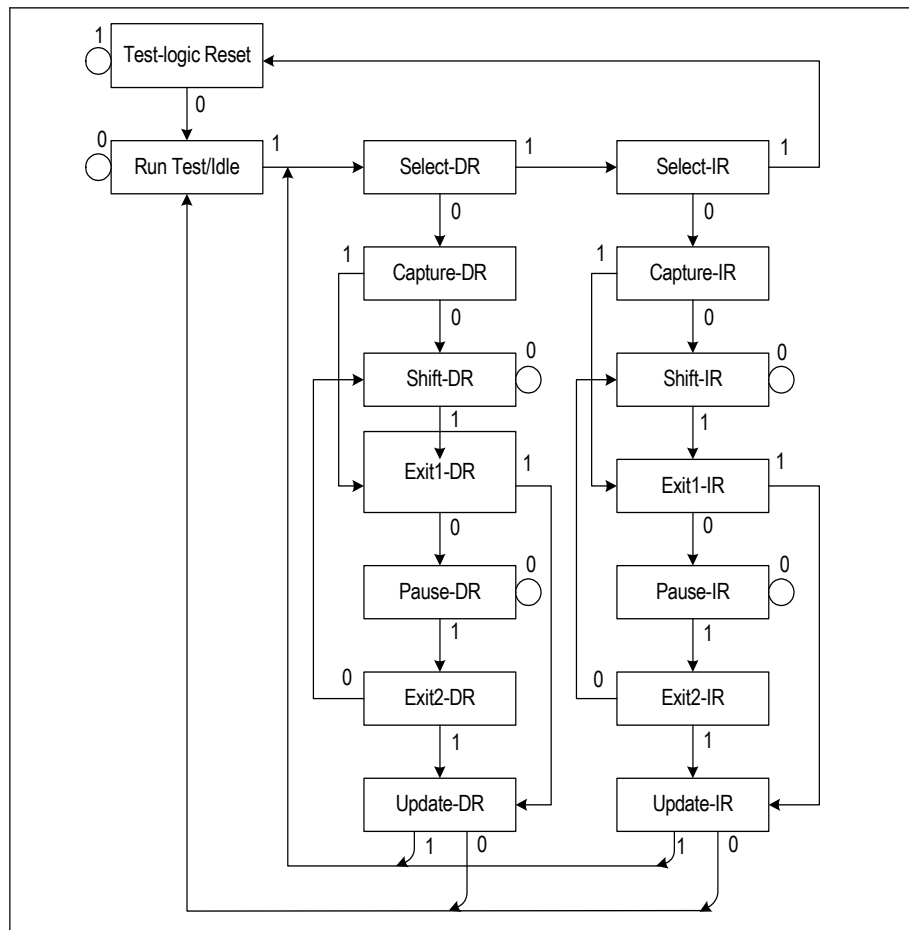 1
Test-logic Reset
0
0
Run Test/Idle
1
Select-DR
1
Select-IR
1
0
0
1
Capture-DR
1
Capture-IR
0
0
Shift-DR
0
Shift-IR
0
1
1
Exit1-DR
1
Exit1-IR
1
0
0
Pause-DR
0
Pause-IR
0
1
1
0
Exit2-DR
0
Exit2-IR
1
1
Update-DR
Update-IR
1
0
1
0